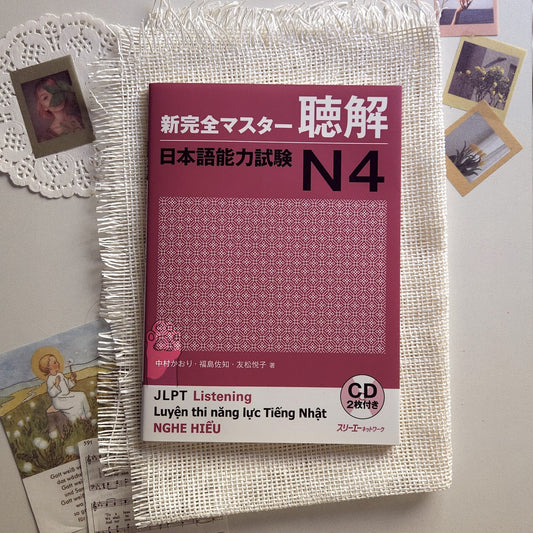 新完全マスター 聴解
日本語能力試験 N4
中村かおり・福島佐知・友松悦子 著
JLPT Listening
Luyện thi năng lực Tiếng Nhật
NGHE HIỂU
CD
2枚付き
スリーエーネットワーク
591
Gott weiß w